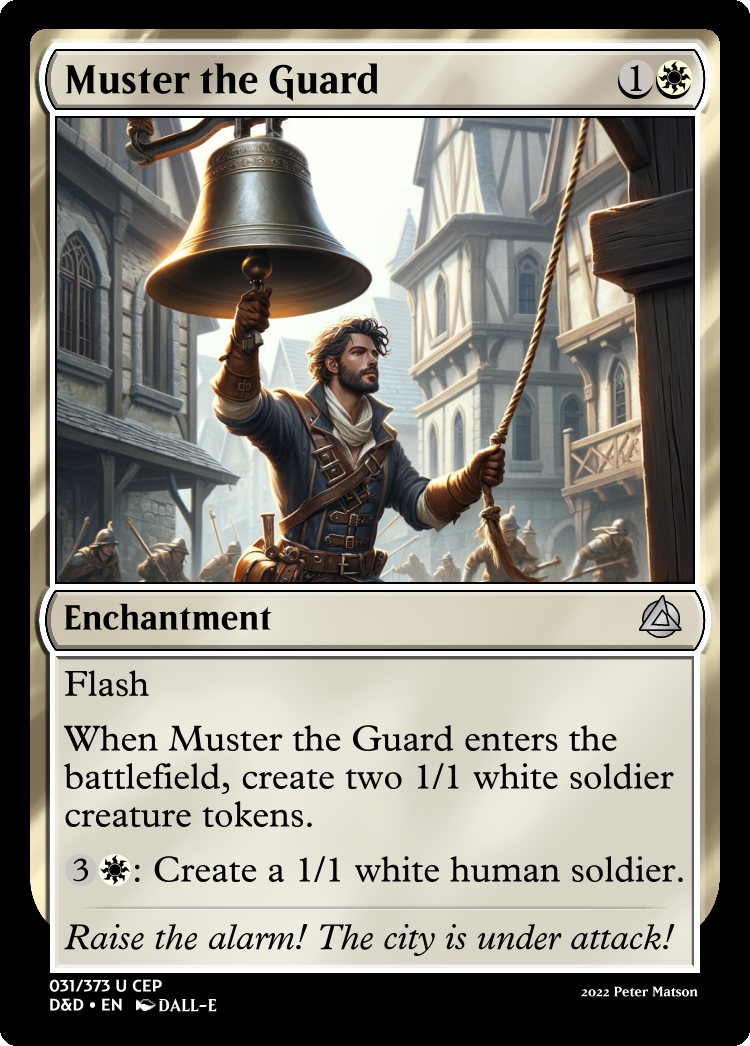 Muster the Guard 1
Enchantment
Flash
When Muster the Guard enters the
battlefield, create two 1/1 white soldier
creature tokens.
3 : Create a 1/1 white human soldier.
Raise the alarm! The city is under attack!
031/373 U CEP
D&D • EN DALL-E
2022 Peter Matson